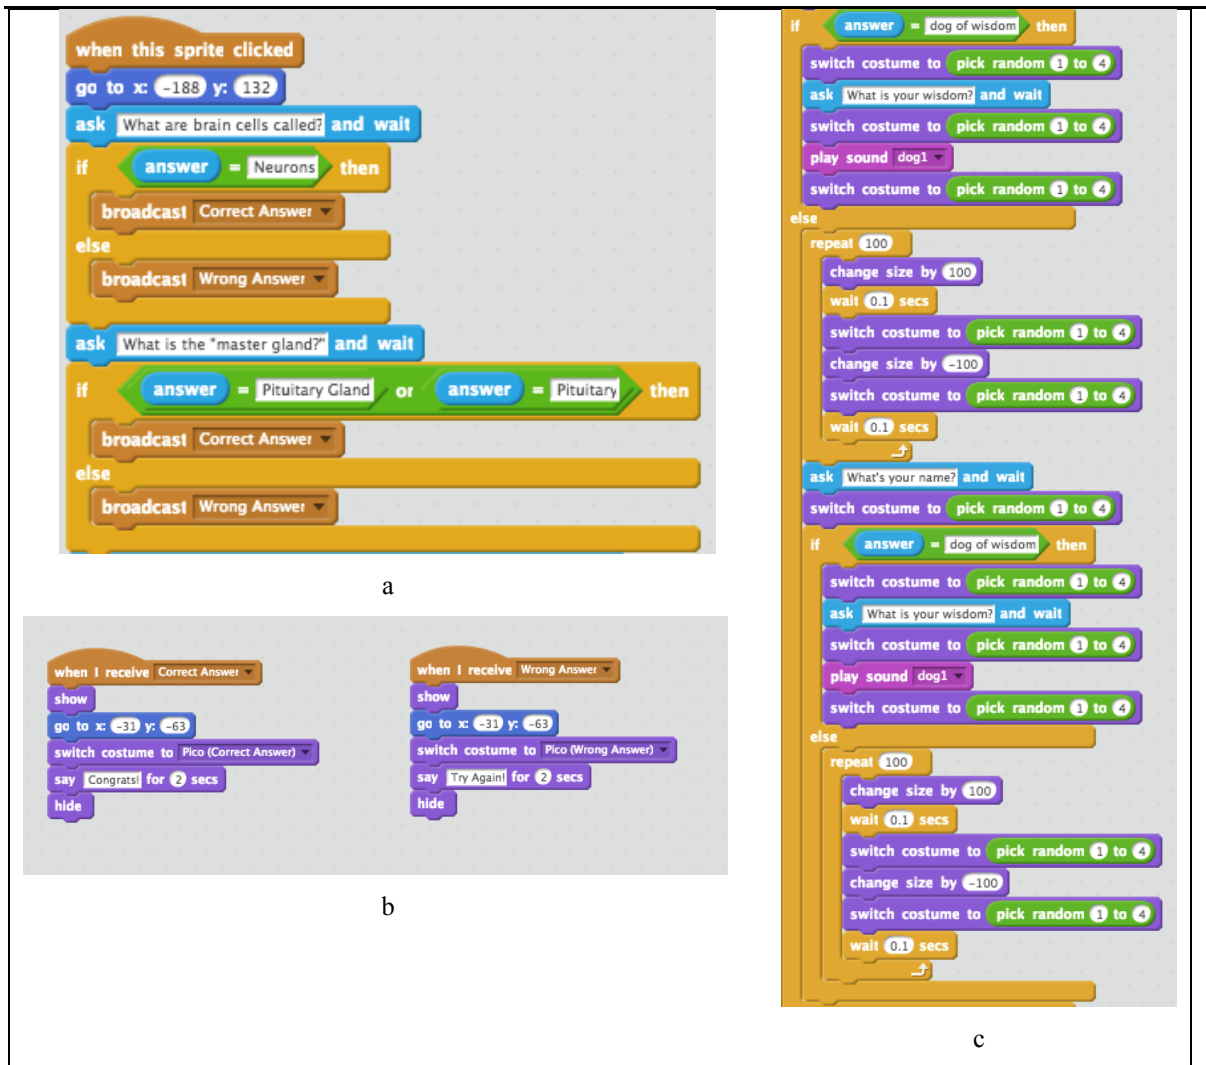 when this sprite clicked
go to x: -188 y: 132
ask What are brain cells called? and wait
if answer = Neurons then
broadcast Correct Answer
else
broadcast Wrong Answer
ask What is the "master gland?" and wait
if answer = Pituitary Gland or answer = Pituitary then
broadcast Correct Answer
else
broadcast Wrong Answer
a
when I receive Correct Answer
show
go to x: -31 y: -63
switch costume to Pico (Correct Answer)
say Congrats! for 2 secs
hide
when I receive Wrong Answer
show
go to x: -31 y: -63
switch costume to Pico (Wrong Answer)
say Try Again! for 2 secs
hide
b
if answer = dog of wisdom then
switch costume to pick random 1 to 4
ask What is your wisdom? and wait
switch costume to pick random 1 to 4
play sound dog1
switch costume to pick random 1 to 4
else
repeat 100
change size by 100
wait 0.1 secs
switch costume to pick random 1 to 4
change size by -100
switch costume to pick random 1 to 4
wait 0.1 secs
ask What's your name? and wait
switch costume to pick random 1 to 4
if answer = dog of wisdom then
switch costume to pick random 1 to 4
ask What is your wisdom? and wait
switch costume to pick random 1 to 4
play sound dog1
switch costume to pick random 1 to 4
else
repeat 100
change size by 100
wait 0.1 secs
switch costume to pick random 1 to 4
change size by -100
switch costume to pick random 1 to 4
wait 0.1 secs
c